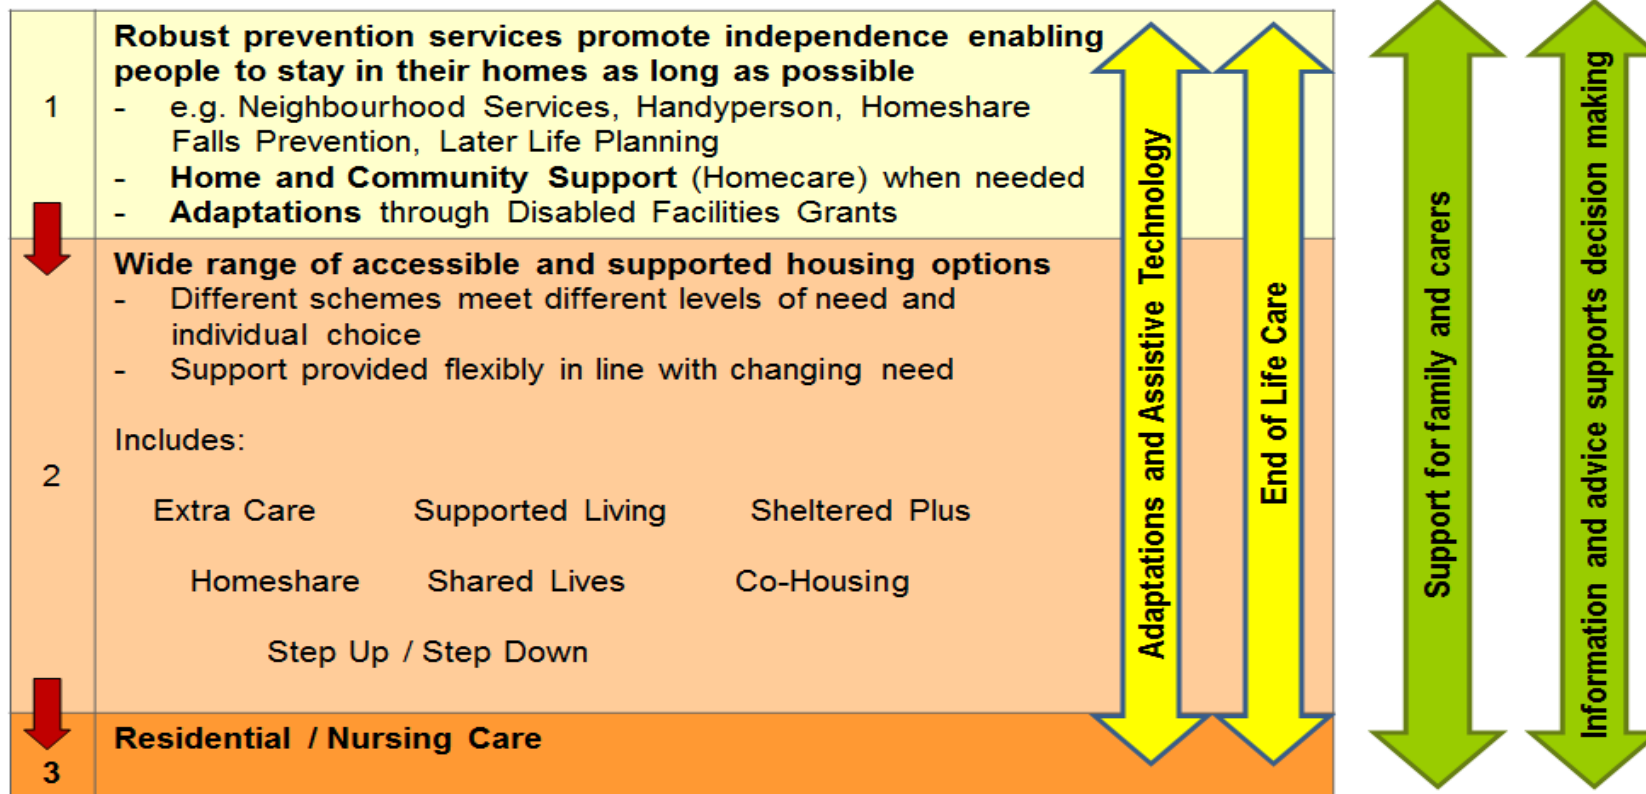 1
Robust prevention services promote independence enabling
people to stay in their homes as long as possible
- e.g. Neighbourhood Services, Handyperson, Homeshare
Falls Prevention, Later Life Planning
- Home and Community Support (Homecare) when needed
- Adaptations through Disabled Facilities Grants
2
Wide range of accessible and supported housing options
- Different schemes meet different levels of need and
individual choice
- Support provided flexibly in line with changing need
Includes:
Extra Care Supported Living Sheltered Plus
Homeshare Shared Lives Co-Housing
Step Up / Step Down
3
Residential / Nursing Care
Adaptations and Assistive Technology
End of Life Care
Support for family and carers
Information and advice supports decision making